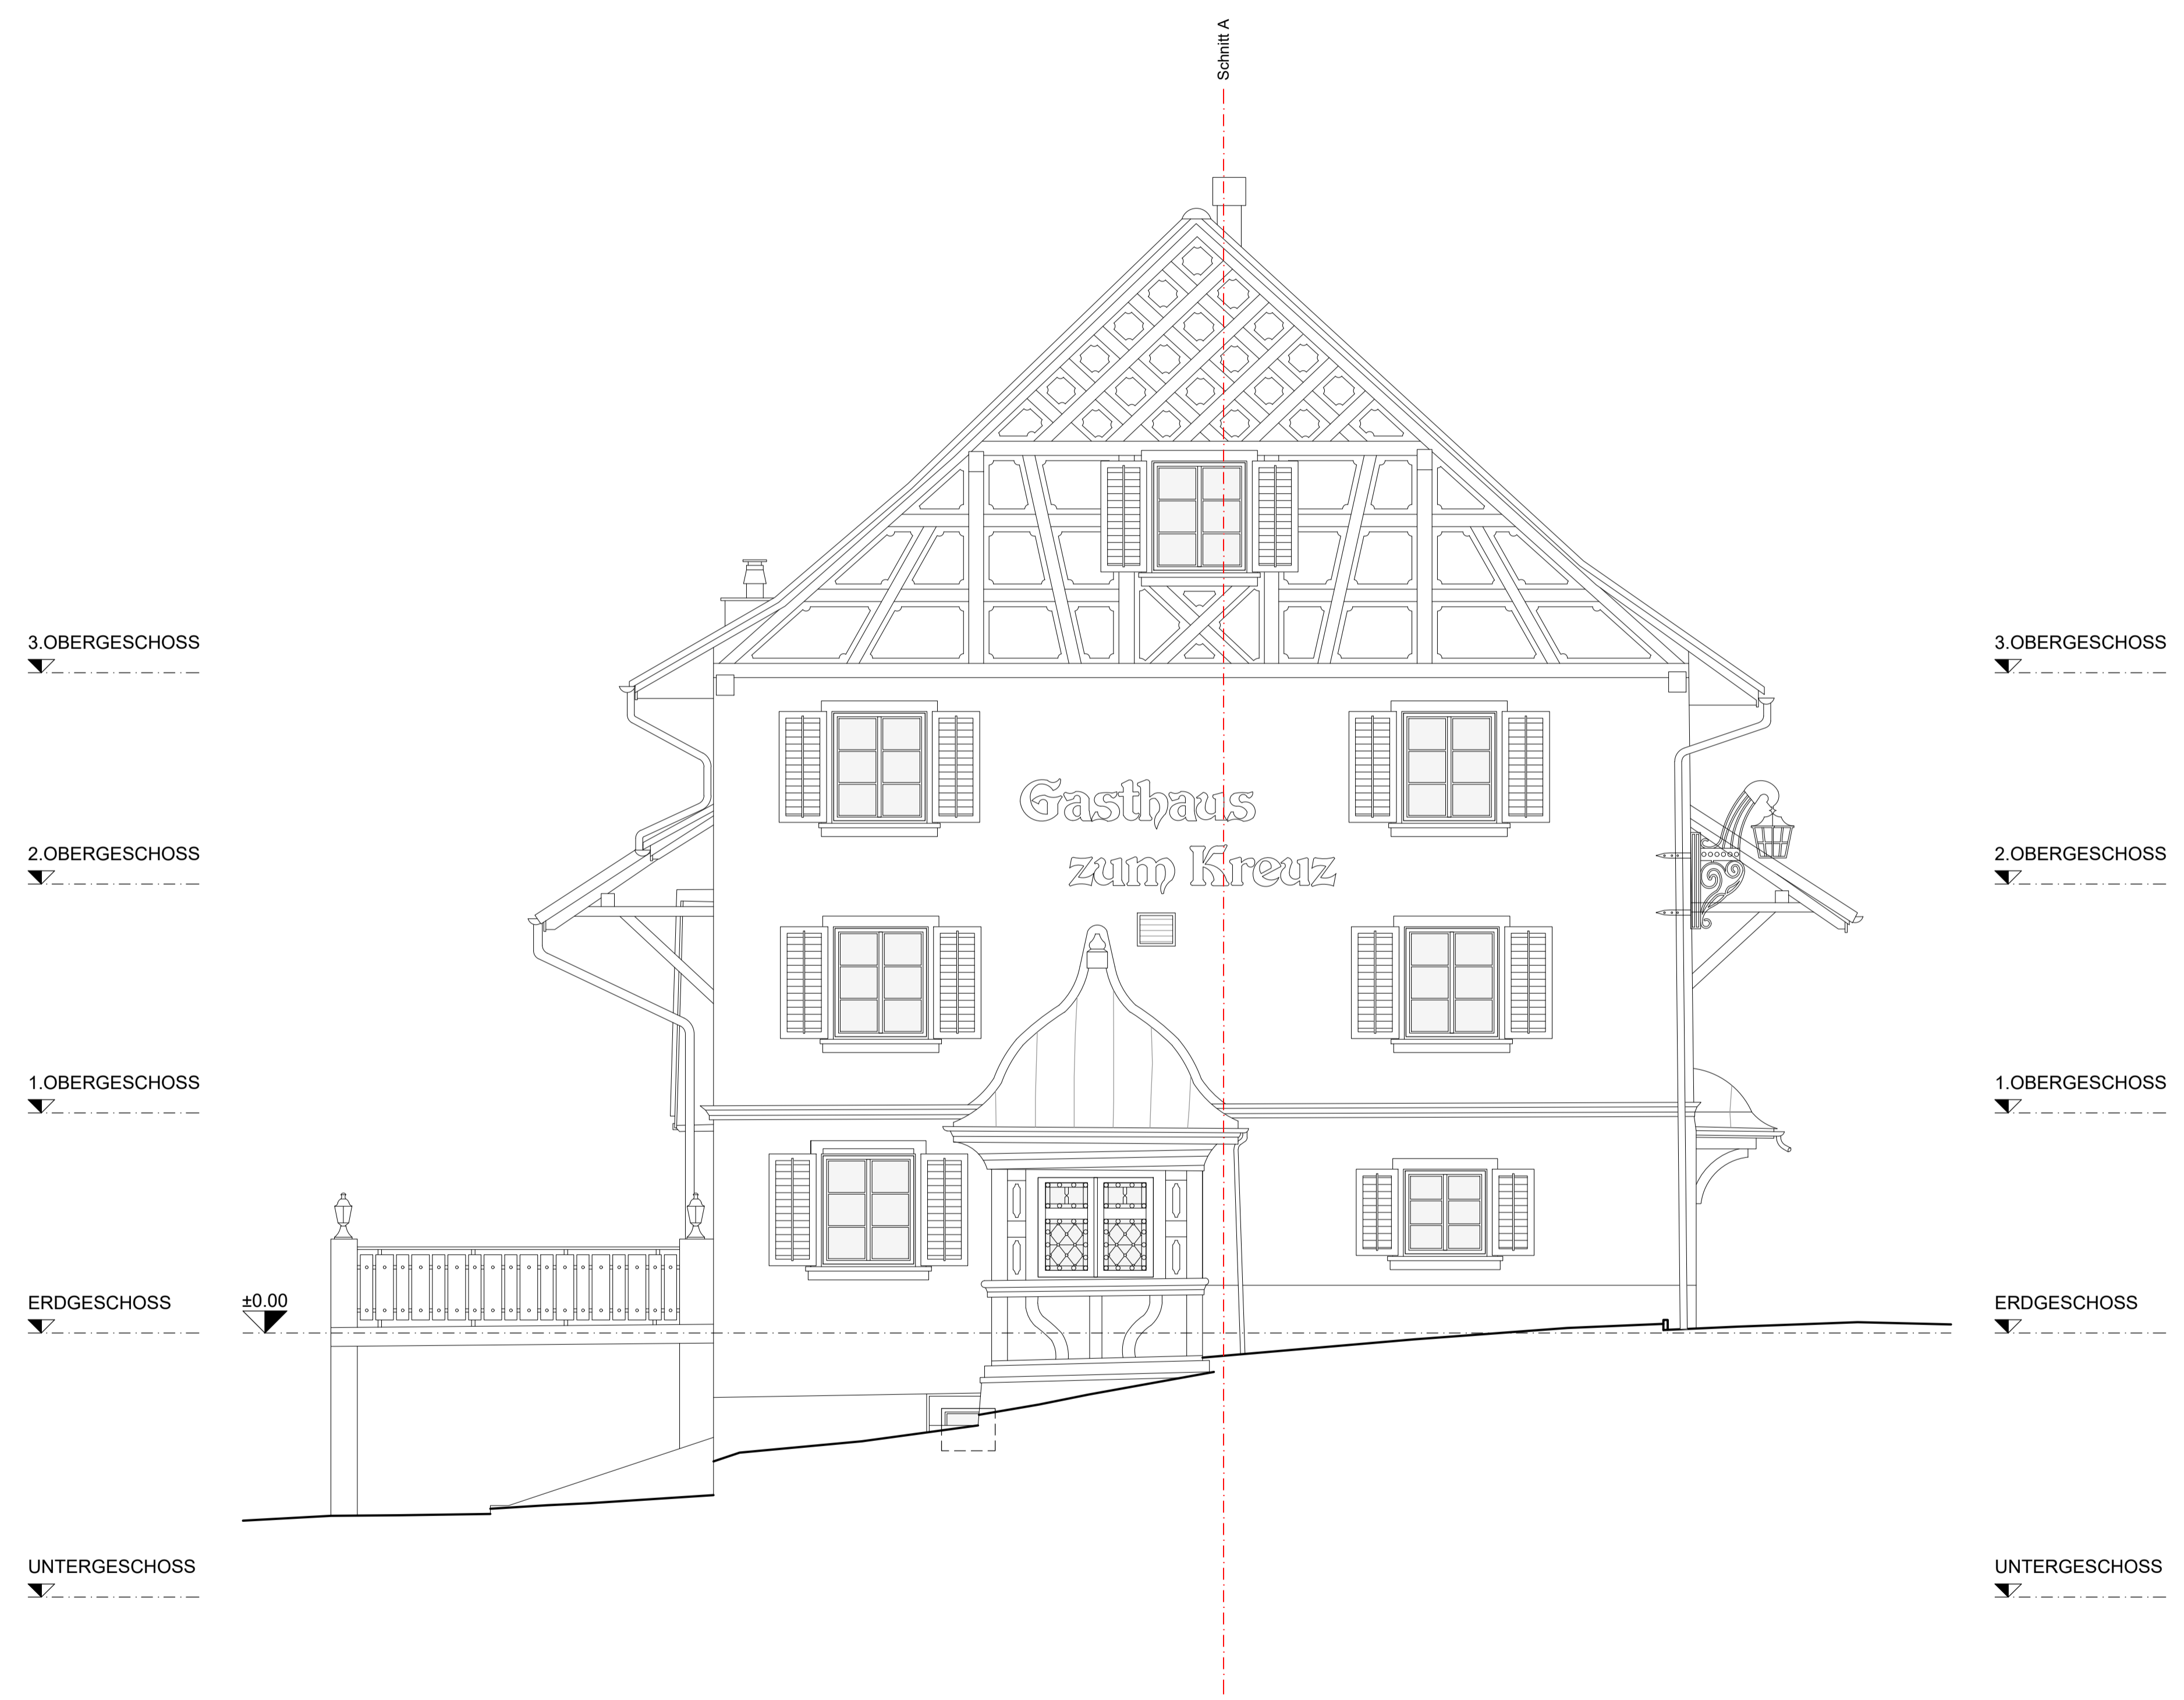 Schnitt A
3.OBERGESCHOSS
3.OBERGESCHOSS
Gasthaus
zum Kreuz
2.OBERGESCHOSS
2.OBERGESCHOSS
1.OBERGESCHOSS
1.OBERGESCHOSS
ERDGESCHOSS
±0.00
ERDGESCHOSS
UNTERGESCHOSS
UNTERGESCHOSS